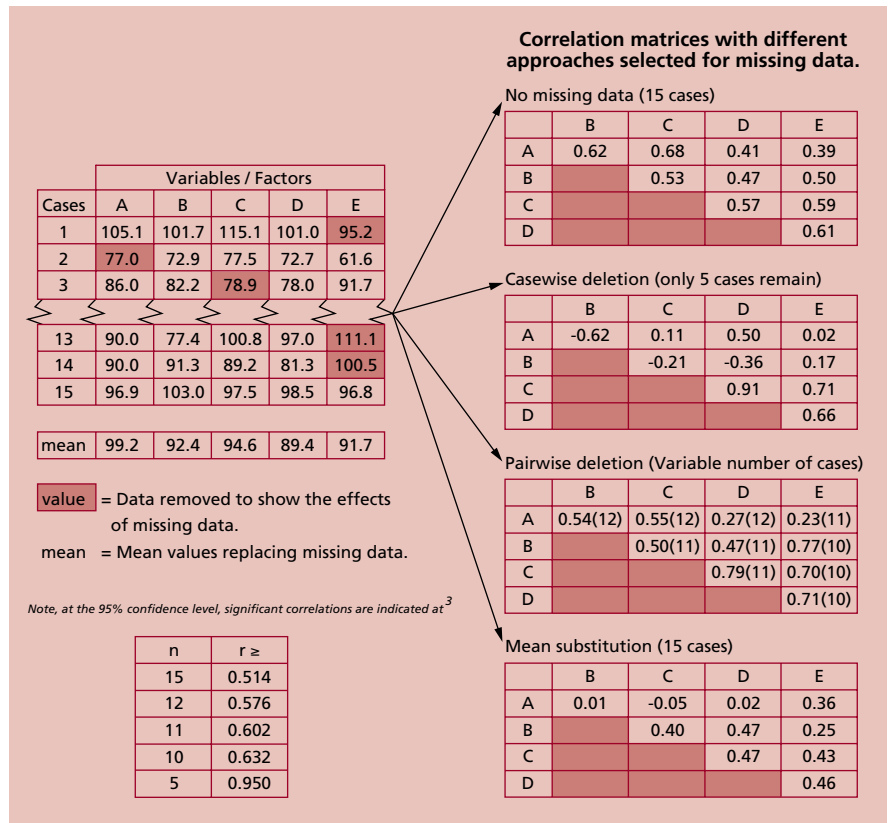 Correlation matrices with different
approaches selected for missing data.
No missing data (15 cases)
B C D E
A 0.62 0.68 0.41 0.39
B 0.53 0.47 0.50
C 0.57 0.59
D 0.61
Variables / Factors
Cases A B C D E
1 105.1 101.7 115.1 101.0 95.2
2 77.0 72.9 77.5 72.7 61.6
3 86.0 82.2 78.9 78.0 91.7
13 90.0 77.4 100.8 97.0 111.1
14 90.0 91.3 89.2 81.3 100.5
15 96.9 103.0 97.5 98.5 96.8
mean 99.2 92.4 94.6 89.4 91.7
value = Data removed to show the effects
of missing data.
mean = Mean values replacing missing data.
Note, at the 95% confidence level, significant correlations are indicated at 3
n r ≥
15 0.514
12 0.576
11 0.602
10 0.632
5 0.950
Casewise deletion (only 5 cases remain)
B C D E
A -0.62 0.11 0.50 0.02
B -0.21 -0.36 0.17
C 0.91 0.71
D 0.66
Pairwise deletion (Variable number of cases)
B C D E
A 0.54(12) 0.55(12) 0.27(12) 0.23(11)
B 0.50(11) 0.47(11) 0.77(10)
C 0.79(11) 0.70(10)
D 0.71(10)
Mean substitution (15 cases)
B C D E
A 0.01 -0.05 0.02 0.36
B 0.40 0.47 0.25
C 0.47 0.43
D 0.46